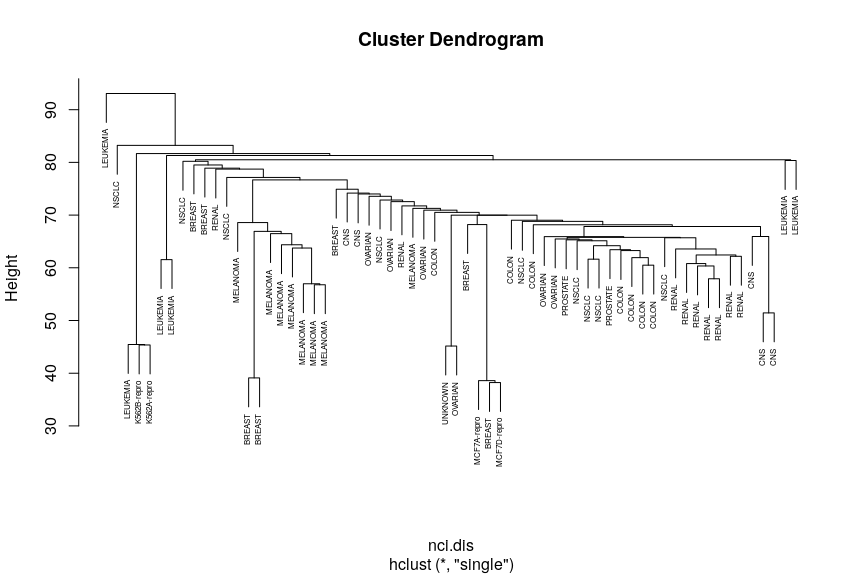 Cluster Dendrogram
Height
90
80
70
60
50
40
30
LEUKEMIA
NSCLC
LEUKEMIA
K562B-repro
K562A-repro
LEUKEMIA
LEUKEMIA
NSCLC
BREAST
BREAST
RENAL
NSCLC
MELANOMA
BREAST
BREAST
MELANOMA
MELANOMA
MELANOMA
MELANOMA
MELANOMA
MELANOMA
BREAST
CNS
CNS
OVARIAN
NSCLC
OVARIAN
RENAL
MELANOMA
OVARIAN
COLON
UNKNOWN
OVARIAN
BREAST
MCF7A-repro
BREAST
MCF7D-repro
COLON
NSCLC
COLON
OVARIAN
OVARIAN
PROSTATE
NSCLC
NSCLC
NSCLC
PROSTATE
COLON
COLON
COLON
COLON
NSCLC
RENAL
RENAL
RENAL
RENAL
RENAL
RENAL
RENAL
CNS
CNS
CNS
LEUKEMIA
LEUKEMIA
nci.dis
hclust (*, "single")